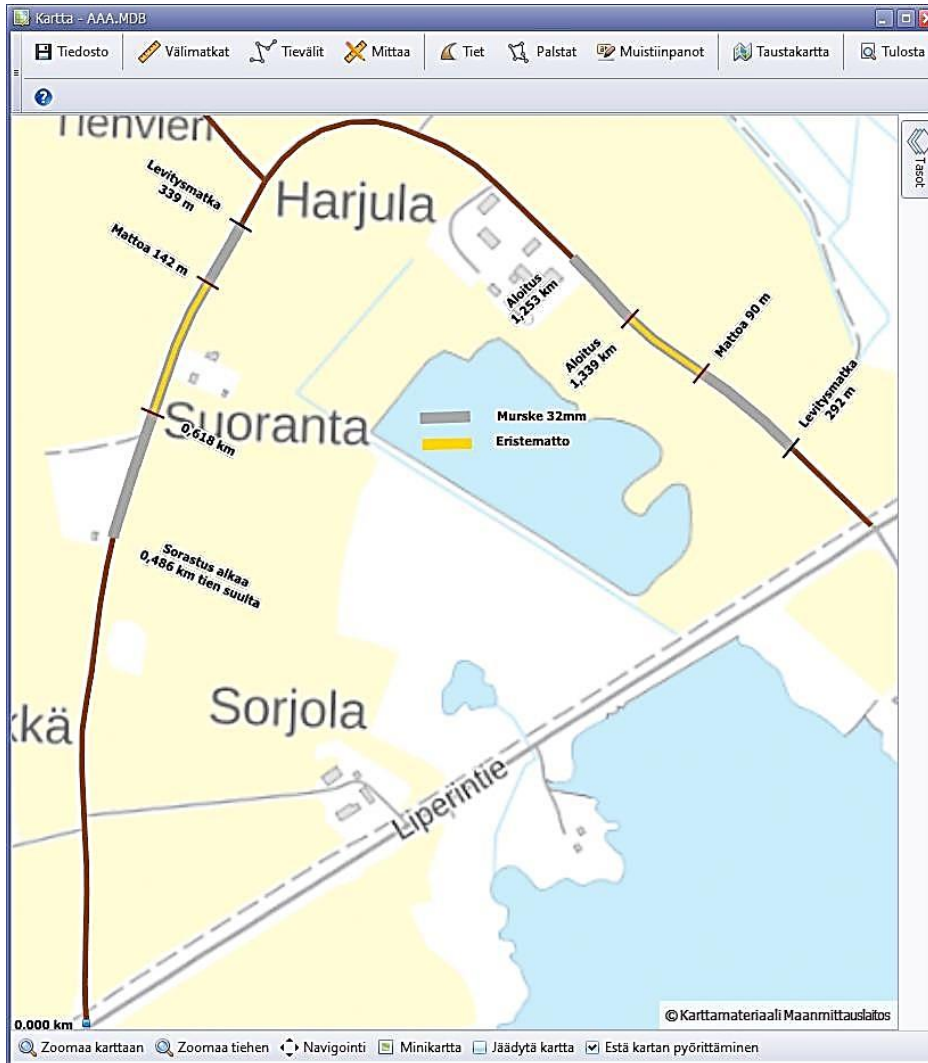 Kartta - AAA.MDB
Tiedosto
Välimatkat
Tievälit
Mittaa
Tiet
Palstat
Muistiinpanot
Taustakartta
Tulosta
Tasot
Levitysmatka
339 m
Harjula
Mattoa 142 m
Aloitus
1,253 km
Aloitus
1,339 km
Mattoa 90 m
Levitysmatka
292 m
Murske 32mm
Eristematto
Suoranta
0,618 km
Sorastus alkaa
0,486 km tien suulta
Sorjola
kkä
Liperintie
0.000 km
© Karttamateriaali Maanmittauslaitos
Zoomaa karttaan
Zoomaa tiehen
Navigointi
Minikartta
Jäädytä kartta
Estä kartan pyörittäminen